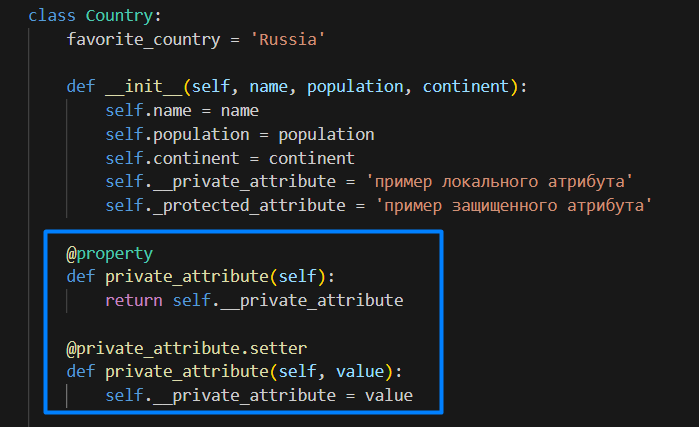 class Country:
    favorite_country = 'Russia'

    def __init__(self, name, population, continent):
        self.name = name
        self.population = population
        self.continent = continent
        self.__private_attribute = 'пример локального атрибута'
        self._protected_attribute = 'пример защищенного атрибута'

    @property
    def private_attribute(self):
        return self.__private_attribute

    @private_attribute.setter
    def private_attribute(self, value):
        self.__private_attribute = value